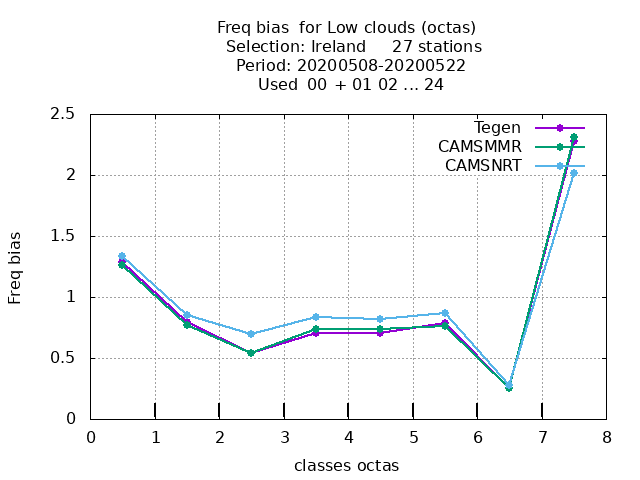 Freq bias  for Low clouds (octas)
Selection: Ireland     27 stations
Period: 20200508-20200522
Used  00  + 01 02 ... 24
Tegen
CAMSMMR
CAMSNRT
2.5
2
1.5
1
0.5
0
Freq bias
0 1 2 3 4 5 6 7 8
classes octas